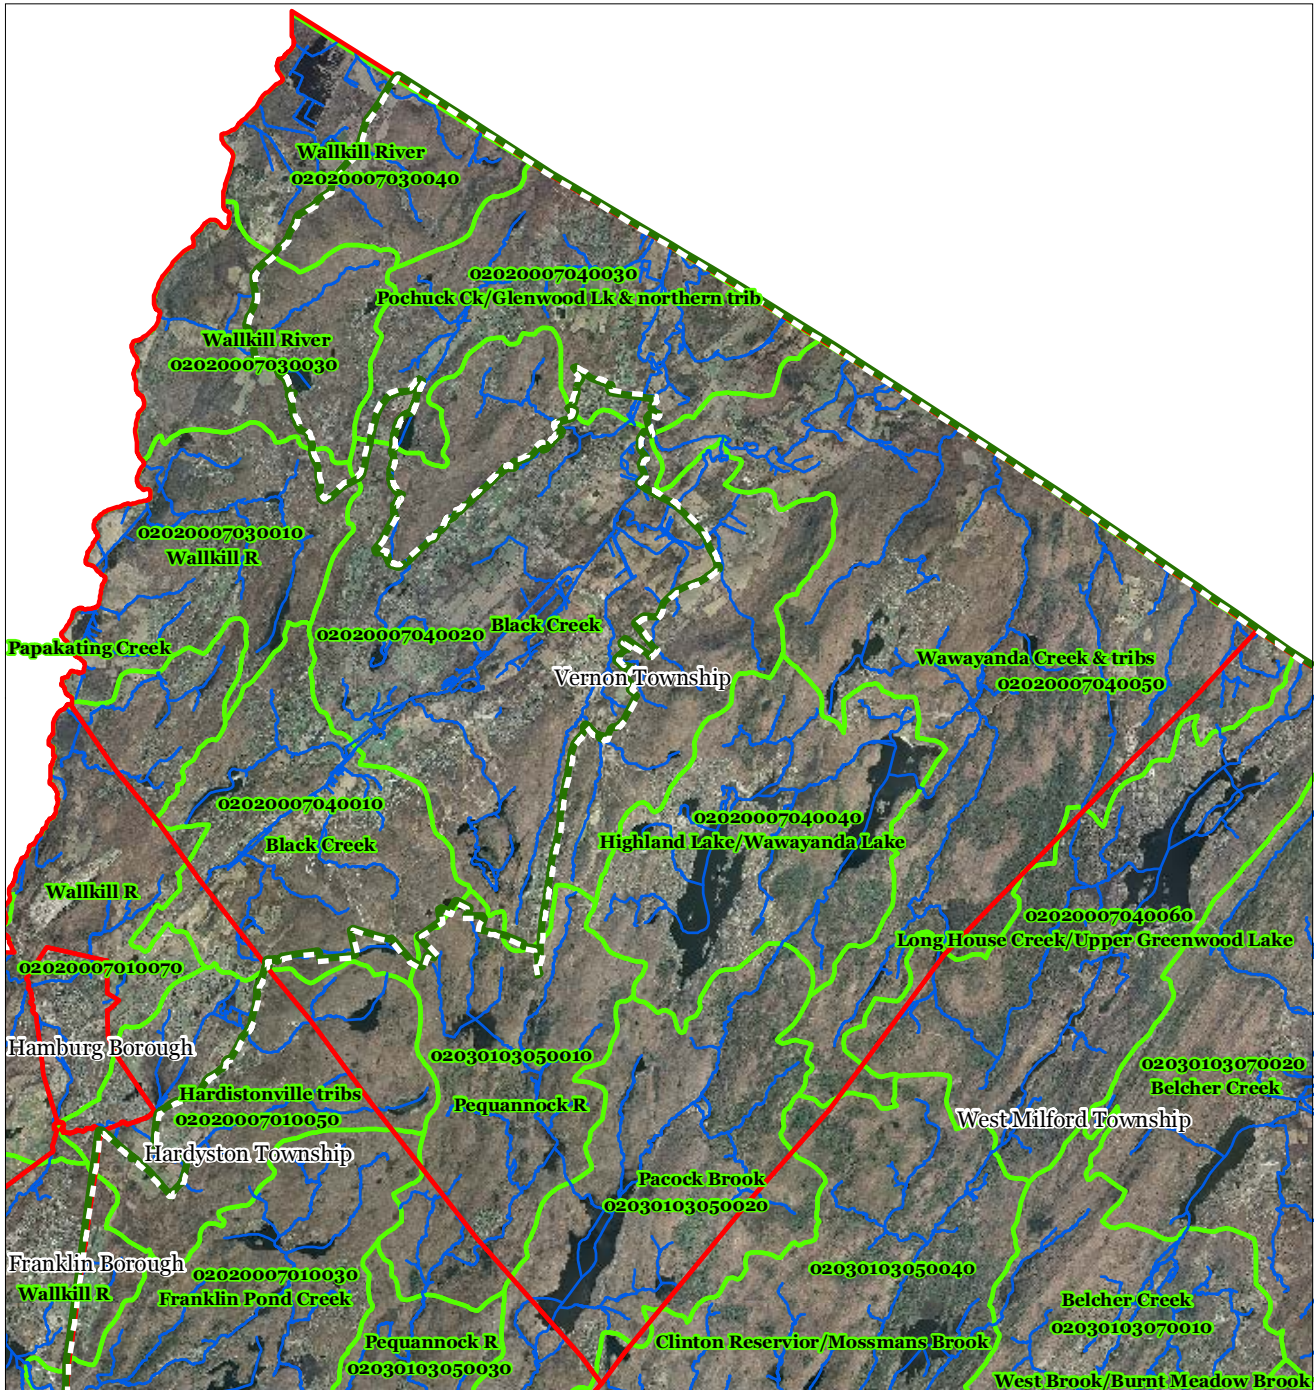 Wallkill River
02020007030040
02020007040030
Pochuck Ck/Glenwood Lk & northern trib
Wallkill River
02020007030030
02020007030010
Wallkill R
02020007040020
Black Creek
Papakating Creek
Vernon Township
Wawayanda Creek & tribs
02020007040050
02020007040010
Black Creek
02020007040040
Highland Lake/Wawayanda Lake
Wallkill R
02020007040060
Long House Creek/Upper Greenwood Lake
02020007010070
Hamburg Borough
02030103050010
Pequannock R
02030103070020
Belcher Creek
Hardistonville tribs
02020007010050
West Milford Township
Hardyston Township
Pacock Brook
02030103050020
Franklin Borough
02020007010030
Franklin Pond Creek
Wallkill R
02030103050040
Clinton Reservior/Mossmans Brook
Belcher Creek
02030103070010
Pequannock R
02030103050030
West Brook/Burnt Meadow Brook